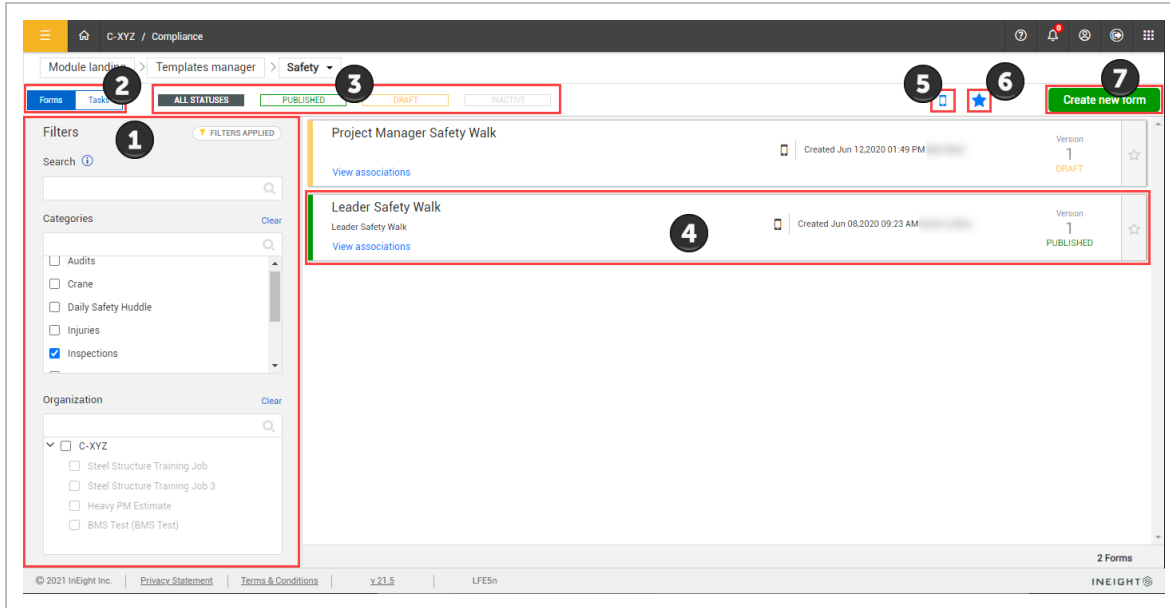 C-XYZ / Compliance
Module landing > Templates manager > Safety
2
3
5
6
7
Forms Tasks ALL STATUSES PUBLISHED DRAFT INACTIVE Create new form
Filters FILTERS APPLIED
1
Search
Categories Clear
Audits
Crane
Daily Safety Huddle
Injuries
Inspections
Organization Clear
C-XYZ
Steel Structure Training Job
Steel Structure Training Job 3
Heavy PM Estimate
BMS Test (BMS Test)
Project Manager Safety Walk
View associations
Created Jun 12,2020 01:49 PM
Version
1
DRAFT
Leader Safety Walk
Leader Safety Walk
View associations
4
Created Jun 08,2020 09:23 AM
Version
1
PUBLISHED
2 Forms
© 2021 InEight Inc. Privacy Statement Terms & Conditions v 21.5 LFE5n INEIGHT